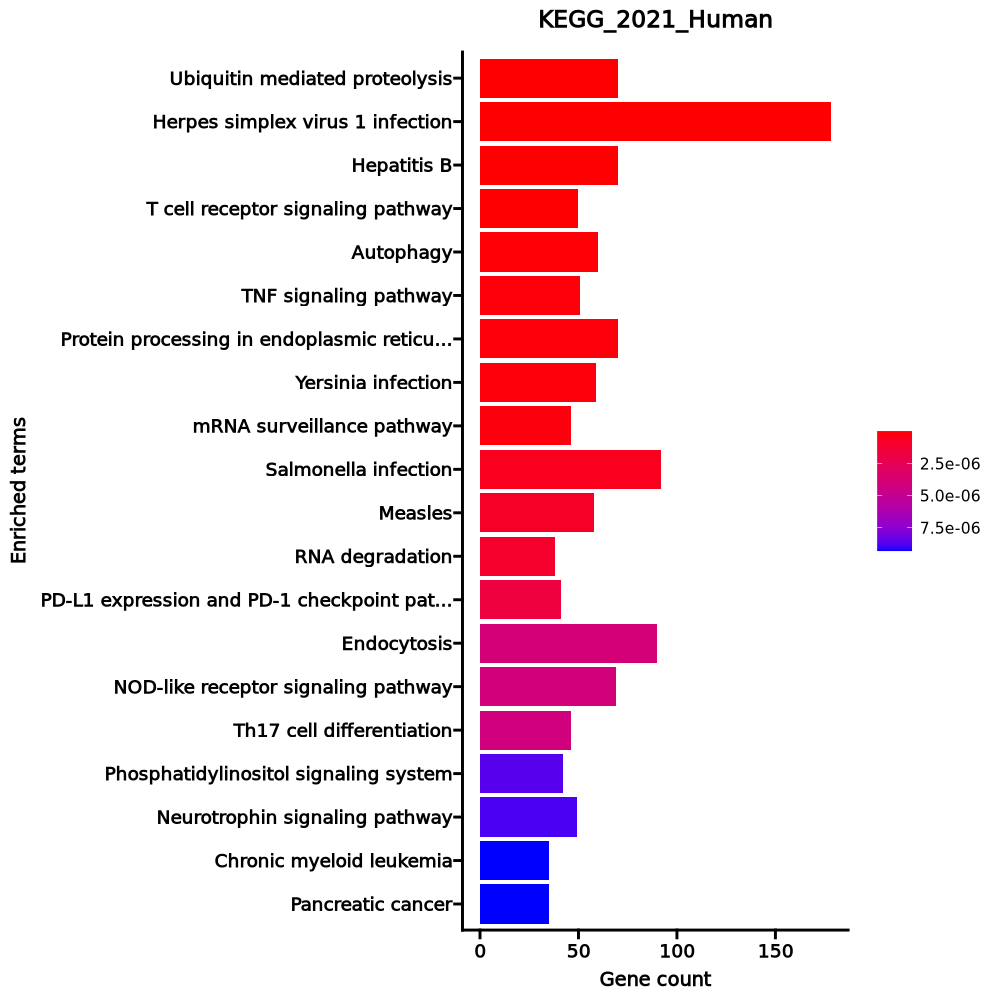 KEGG_2021_Human
Ubiquitin mediated proteolysis
Herpes simplex virus 1 infection
Hepatitis B
T cell receptor signaling pathway
Autophagy
TNF signaling pathway
Protein processing in endoplasmic reticu...
Yersinia infection
mRNA surveillance pathway
Salmonella infection
Measles
RNA degradation
PD-L1 expression and PD-1 checkpoint pat...
Endocytosis
NOD-like receptor signaling pathway
Th17 cell differentiation
Phosphatidylinositol signaling system
Neurotrophin signaling pathway
Chronic myeloid leukemia
Pancreatic cancer
Enriched terms
0 50 100 150
Gene count
2.5e-06
5.0e-06
7.5e-06